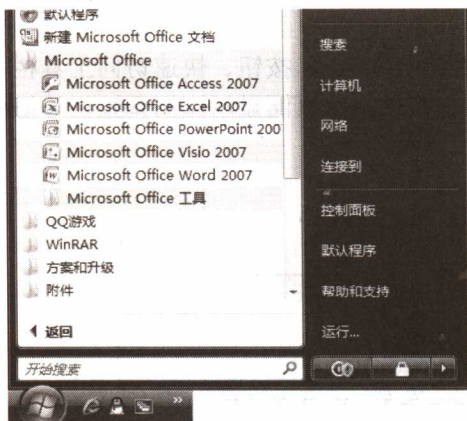 默认程序
新建 Microsoft Office 文档
Microsoft Office
Microsoft Office Access 2007
Microsoft Office Excel 2007
Microsoft Office PowerPoint 200
Microsoft Office Visio 2007
Microsoft Office Word 2007
Microsoft Office 工具
QQ游戏
WinRAR
方案和升级
附件
返回
开始搜索
搜索
计算机
网络
连接到
控制面板
默认程序
帮助和支持
运行...